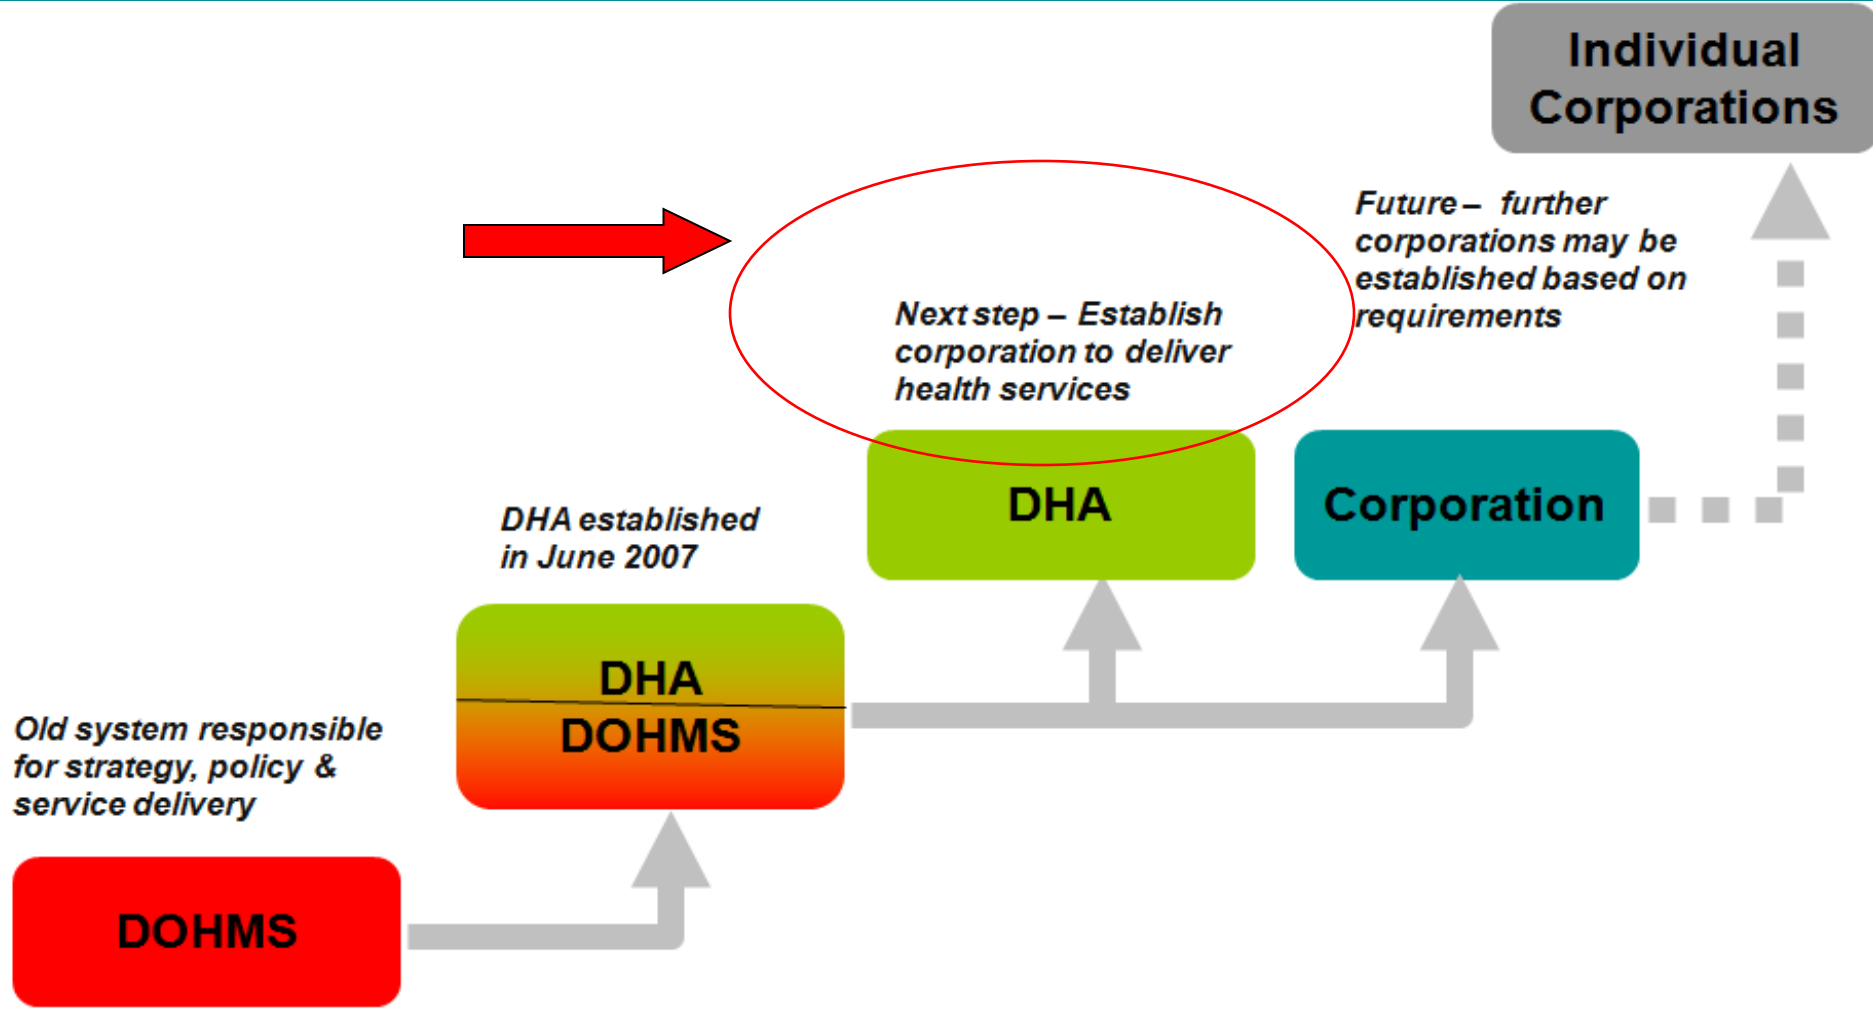 Individual
Corporations
Future – further
corporations may be
established based on
requirements
Next step – Establish
corporation to deliver
health services
DHA
Corporation
DHA established
in June 2007
DHA
DOHMS
Old system responsible
for strategy, policy &
service delivery
DOHMS